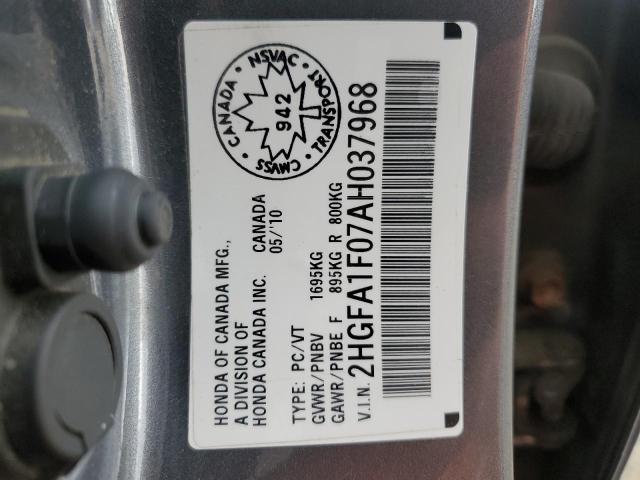 HONDA OF CANADA MFG.,
A DIVISION OF
HONDA CANADA INC. CANADA
05/'10
TYPE: PC/VT
GVWR/PNBV 1695KG
GAWR/PNBE F 895KG R 800KG
V.I.N. 2HGFA1F07AH037968
CANADA · NSVAC · TRANSPORT · CMVSS
942